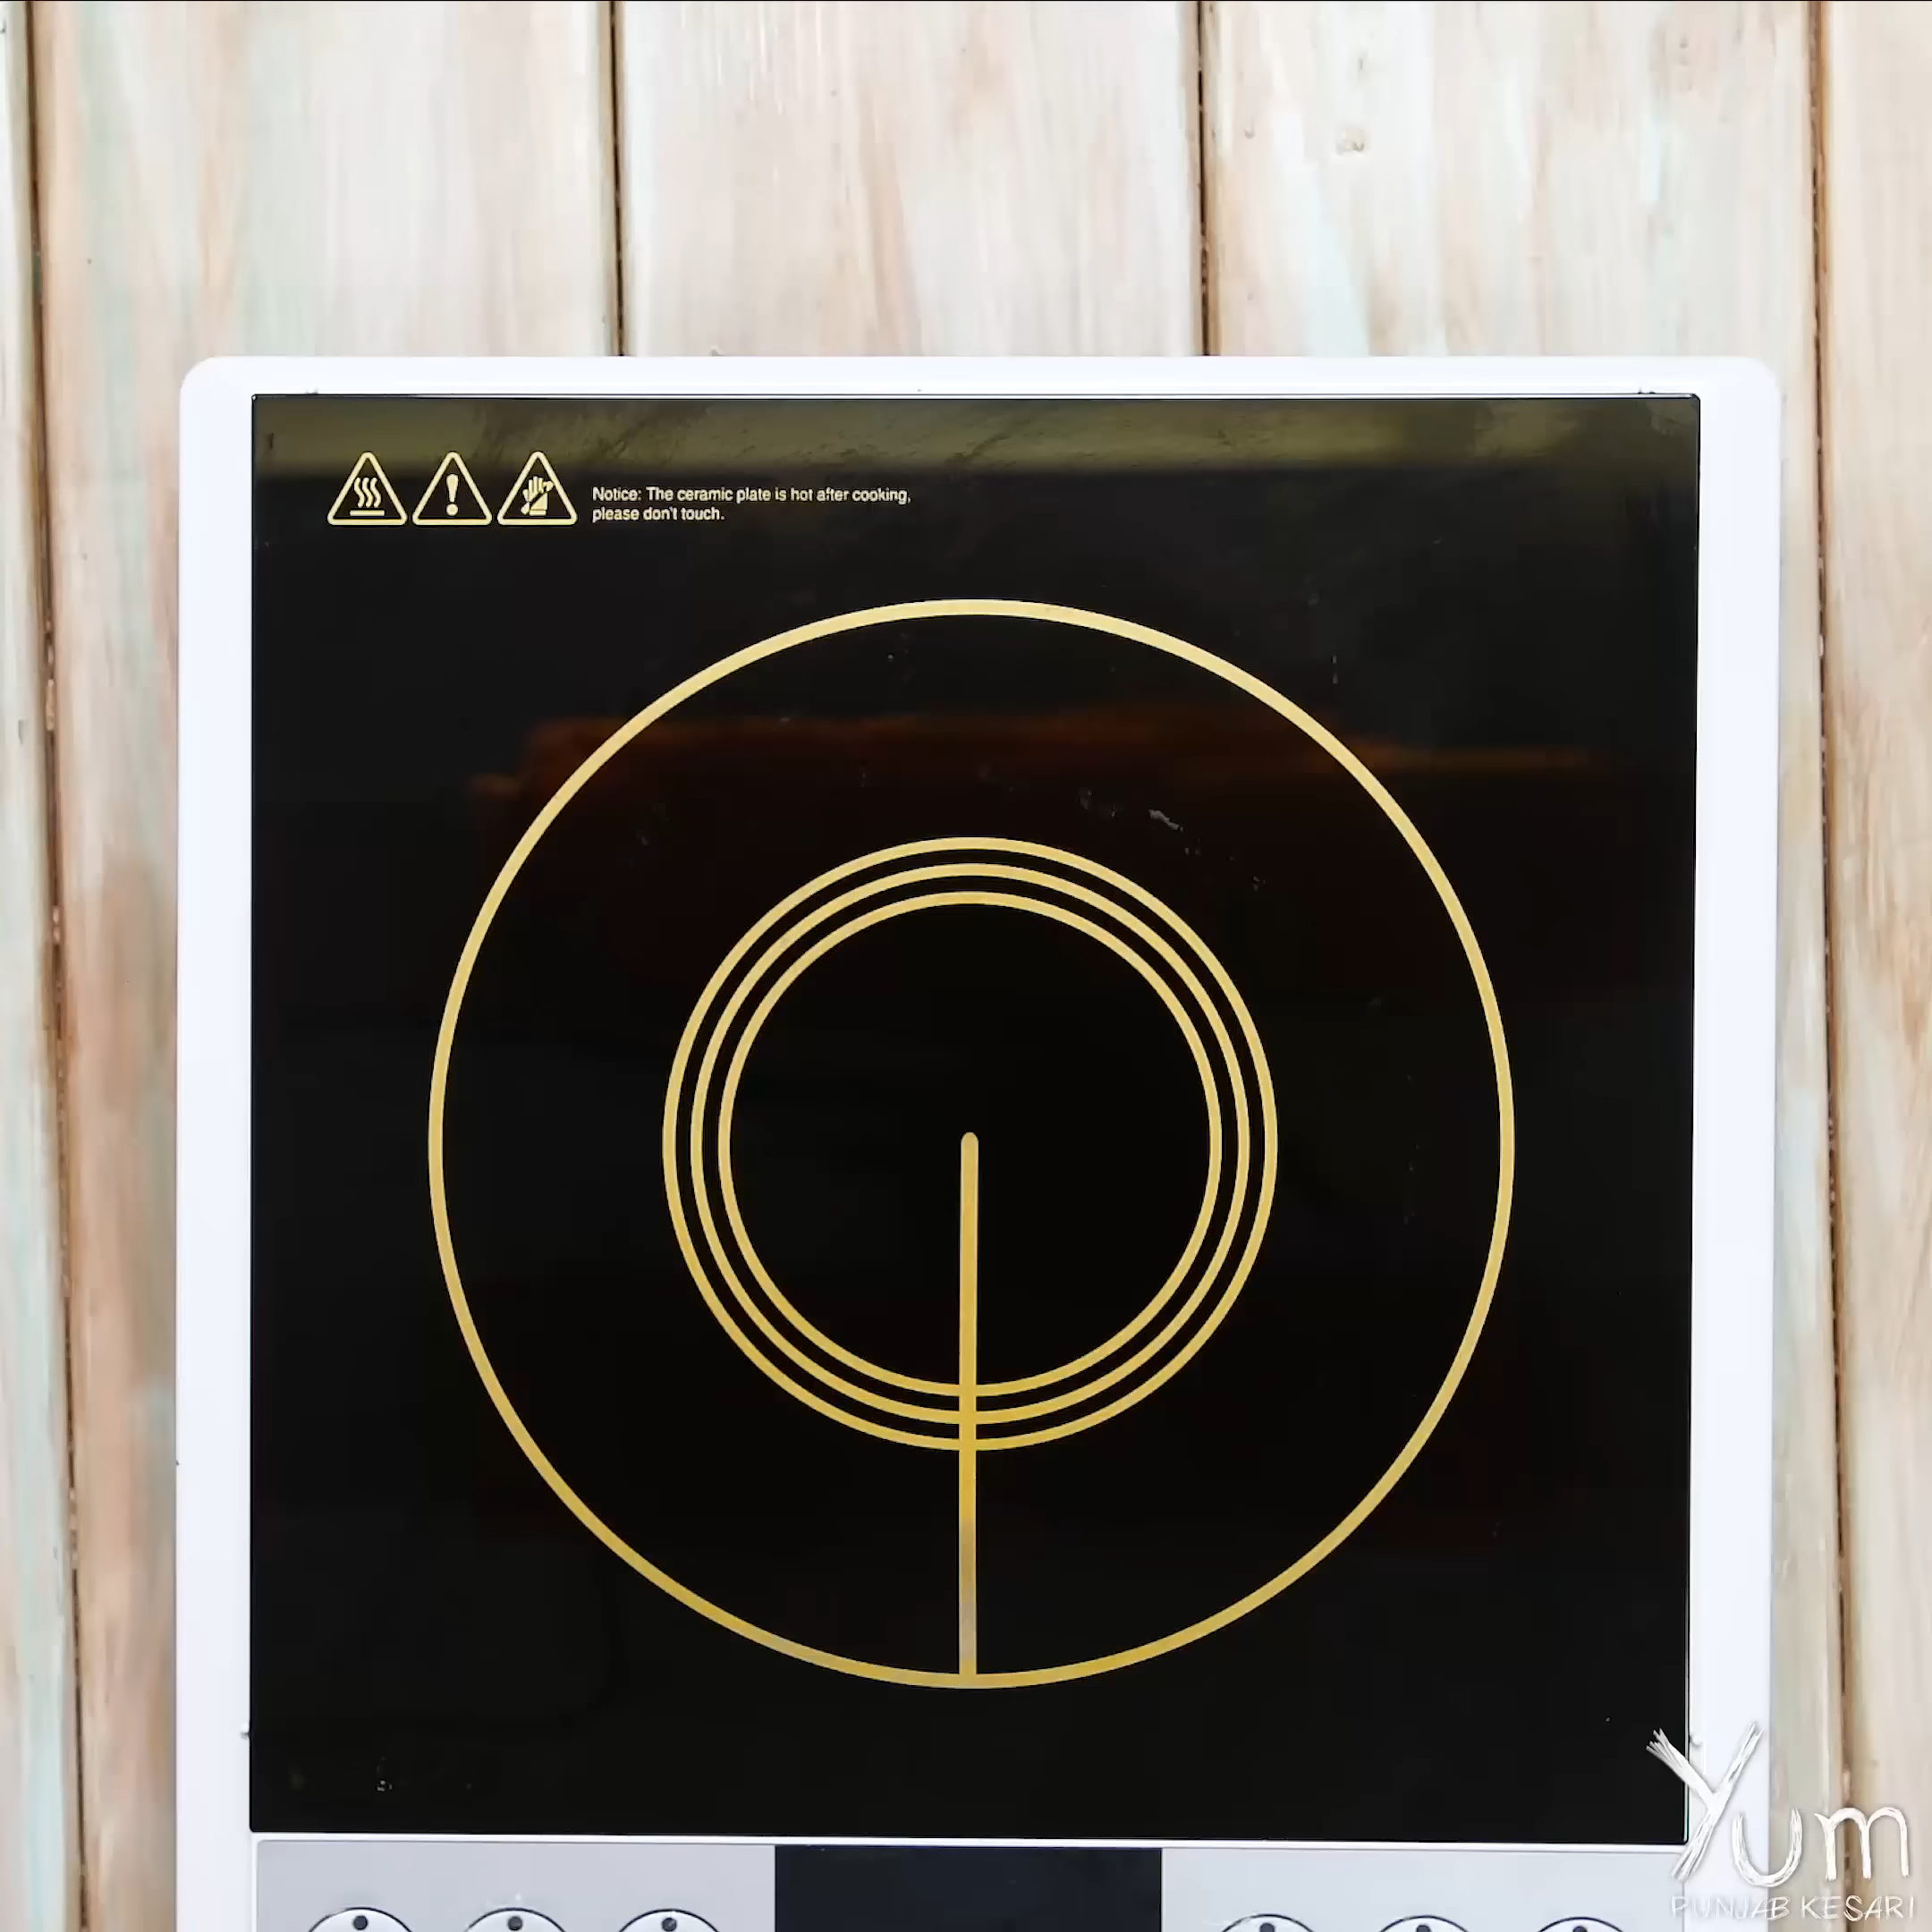 Notice: The ceramic plate is hot after cooking,
please don't touch.
Yum
PUNJAB KESARI